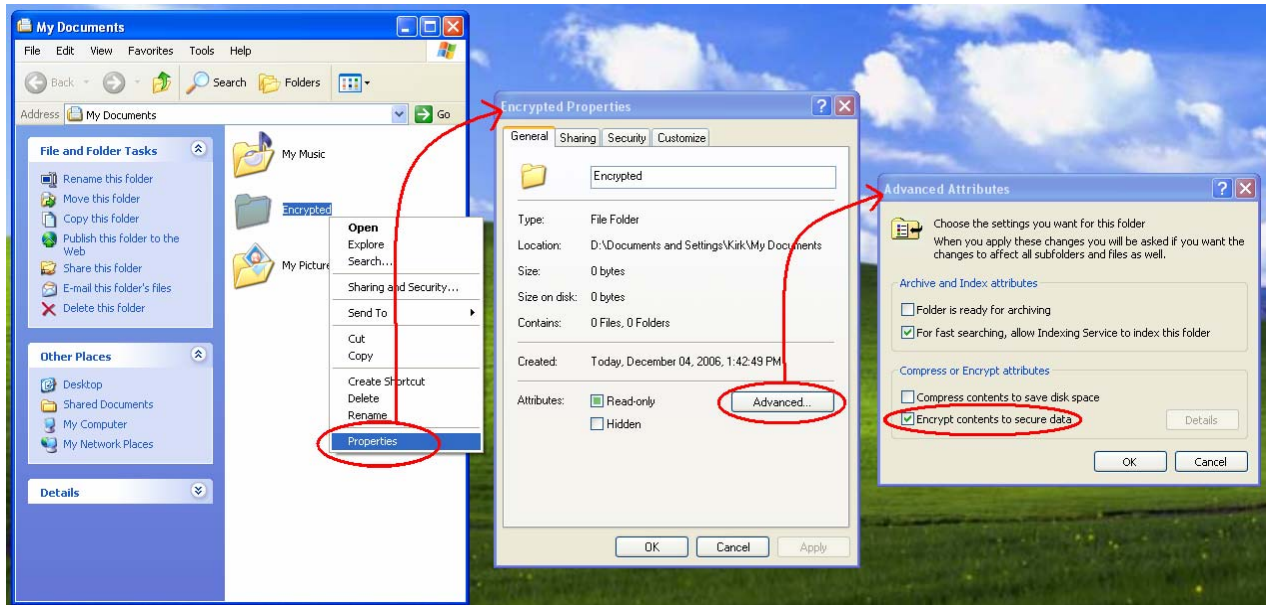 My Documents
File Edit View Favorites Tools Help
Back Search Folders
Address My Documents Go
File and Folder Tasks
Rename this folder
Move this folder
Copy this folder
Publish this folder to the
Web
Share this folder
E-mail this folder's files
Delete this folder
Other Places
Desktop
Shared Documents
My Computer
My Network Places
Details
My Music
Encrypted
My Picture
Open
Explore
Search...
Sharing and Security...
Send To
Cut
Copy
Create Shortcut
Delete
Rename
Properties
Encrypted Properties
General Sharing Security Customize
Encrypted
Type: File Folder
Location: D:\Documents and Settings\Kirk\My Documents
Size: 0 bytes
Size on disk: 0 bytes
Contains: 0 Files, 0 Folders
Created: Today, December 04, 2006, 1:42:49 PM
Attributes: Read-only Advanced...
Hidden
OK Cancel Apply
Advanced Attributes
Choose the settings you want for this folder
When you apply these changes you will be asked if you want the
changes to affect all subfolders and files as well.
Archive and Index attributes
Folder is ready for archiving
For fast searching, allow Indexing Service to index this folder
Compress or Encrypt attributes
Compress contents to save disk space
Encrypt contents to secure data Details
OK Cancel